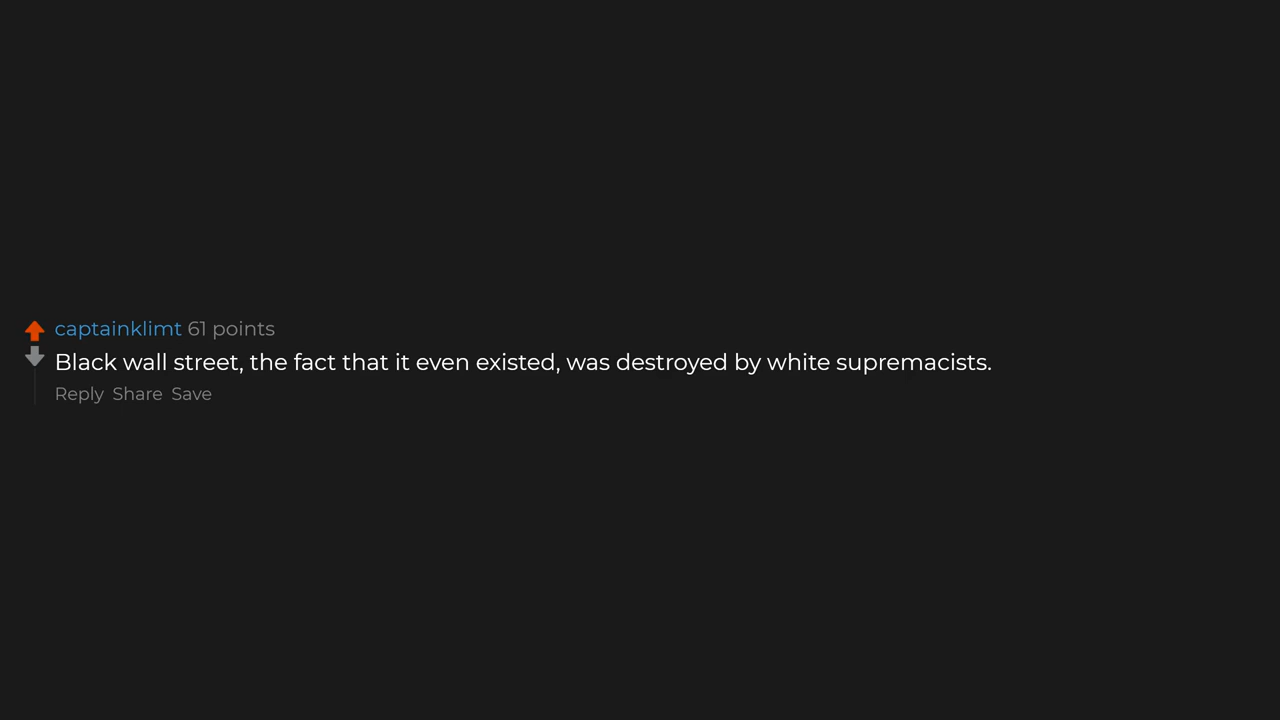 captainklimt 61 points
Black wall street, the fact that it even existed, was destroyed by white supremacists.
Reply Share Save